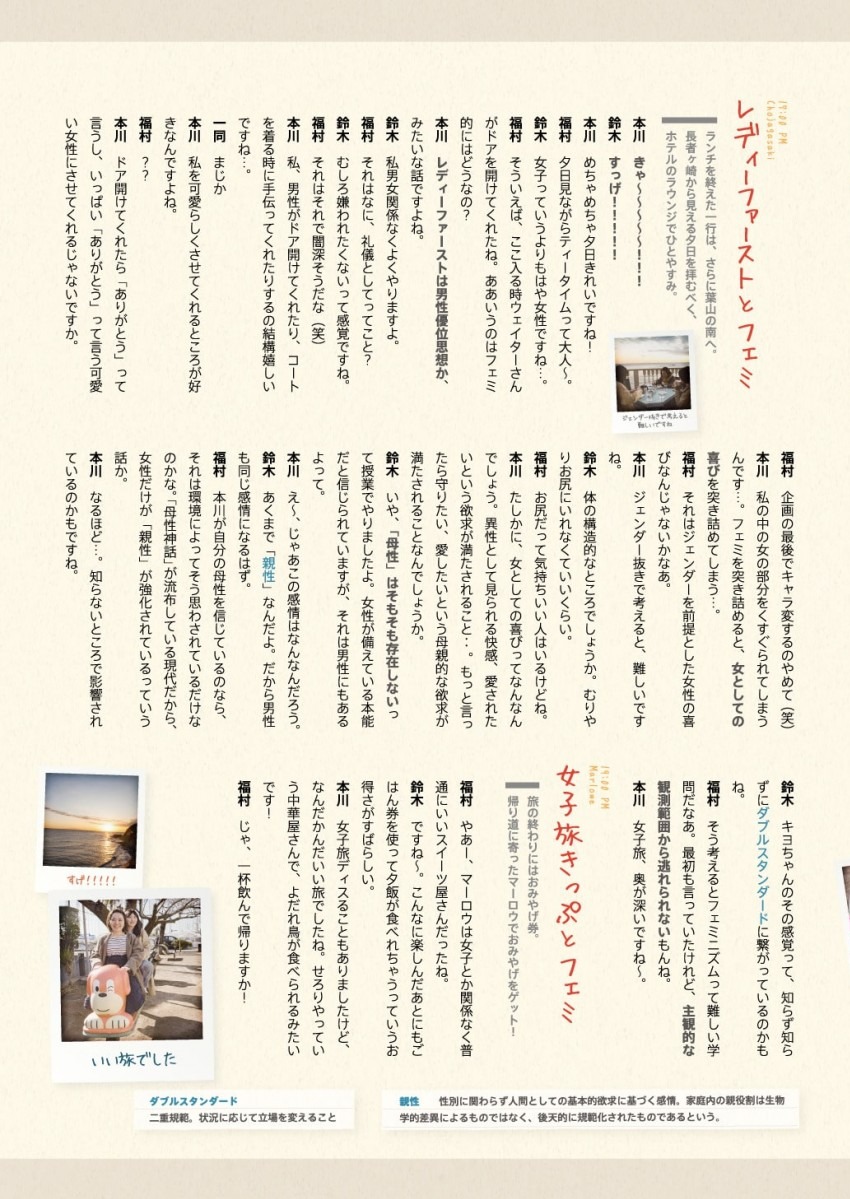 17:00 PM
Chojagasaki
レディーファーストとフェミ
ランチを終えた一行は、さらに葉山の南へ。
長者ヶ崎から見える夕日を拝むべく、
ホテルのラウンジでひとやすみ。
本川　きゃ〜〜〜〜〜〜!!!
鈴木　すっげ!!!!!
本川　めちゃめちゃ夕日きれいですね！
福村　夕日見ながらティータイムって大人〜。
鈴木　女子っていうよりもはや女性ですね…。
福村　そういえば、ここ入る時ウェイターさん
がドアを開けてくれたね。ああいうのはフェミ
的にはどうなの？
本川　レディーファーストは男性優位思想か、
みたいな話ですよね。
鈴木　私男女関係なくよくやりますよ。
福村　それはなに、礼儀としてってこと？
鈴木　むしろ嫌われたくないって感覚ですね。
福村　それはそれで闇深そうだな（笑）
本川　私、男性がドア開けてくれたり、コート
を着る時に手伝ってくれたりするの結構嬉しい
ですね…。
一同　まじか
本川　私を可愛らしくさせてくれるところが好
きなんですよね。
福村　？？
本川　ドア開けてくれたら「ありがとう」って
言うし、いっぱい「ありがとう」って言う可愛
い女性にさせてくれるじゃないですか。
ジェンダー抜きで考えると
難しいですね
福村　企画の最後でキャラ変するのやめて（笑）
本川　私の中の女の部分をくすぐられてしまう
んです…。フェミを突き詰めると、女としての
喜びを突き詰めてしまう…。
福村　それはジェンダーを前提とした女性の喜
びなんじゃないかなあ。
本川　ジェンダー抜きで考えると、難しいです
ね。
鈴木　体の構造的なところでしょうか。むりや
りお尻にいれなくていいくらい。
福村　お尻だって気持ちいい人はいるけどね。
本川　たしかに、女としての喜びってなんなん
でしょう。異性として見られる快感、愛された
いという欲求が満たされること…。もっと言っ
たら守りたい、愛したいという母親的な欲求が
満たされることなんでしょうか。
鈴木　いや、「母性」はそもそも存在しないっ
て授業でやりましたよ。女性が備えている本能
だと信じられていますが、それは男性にもある
よって。
本川　え〜、じゃあこの感情はなんなんだろう。
鈴木　あくまで「親性」なんだよ。だから男性
も同じ感情になるはず。
福村　本川が自分の母性を信じているのなら、
それは環境によってそう思わされているだけな
のかな。「母性神話」が流布している現代だから、
女性だけが「親性」が強化されているっていう
話か。
本川　なるほど…。知らないところで影響され
ているのかもですね。
鈴木　キヨちゃんのその感覚って、知らず知ら
ずにダブルスタンダードに繋がっているのかも
ね。
福村　そう考えるとフェミニズムって難しい学
問だなあ。最初も言っていたけれど、主観的な
観測範囲から逃れられないもんね。
本川　女子旅、奥が深いですね〜。
19:00 PM
Marlowe
女子旅きっぷとフェミ
旅の終わりにはおみやげ券。
帰り道に寄ったマーロウでおみやげをゲット！
福村　やあー、マーロウは女子とか関係なく普
通にいいスイーツ屋さんだったね。
鈴木　ですね〜。こんなに楽しんだあとにもご
はん券を使って夕飯が食べれちゃうっていうお
得さがすばらしい。
本川　女子旅ディスることもありましたけど、
なんだかんだいい旅でしたね。せろりやってい
う中華屋さんで、よだれ鳥が食べられるみたい
です！
福村　じゃ、一杯飲んで帰りますか！
すげ!!!!!
いい旅でした
ダブルスタンダード
二重規範。状況に応じて立場を変えること
親性　性別に関わらず人間としての基本的欲求に基づく感情。家庭内の親役割は生物
学的差異によるものではなく、後天的に規範化されたものであるという。